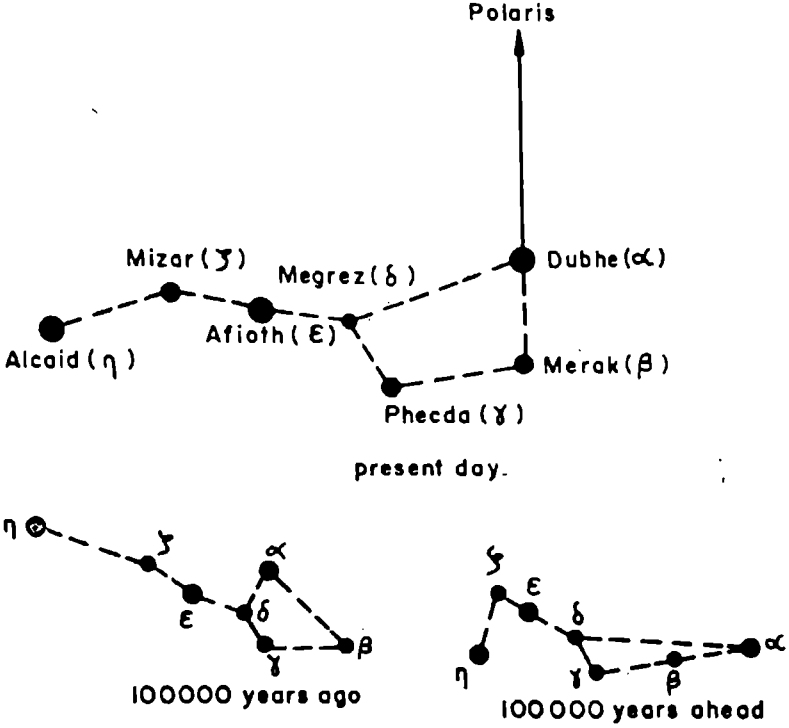 Polaris
Mizar (ζ)
Megrez (δ)
Dubhe (α)
Afioth (ε)
Alcaid (η)
Merak (β)
Phecda (γ)
present day.
η
ζ
α
ε
δ
γ
β
100000 years ago
ζ
ε
δ
α
η
γ
β
100000 years ahead